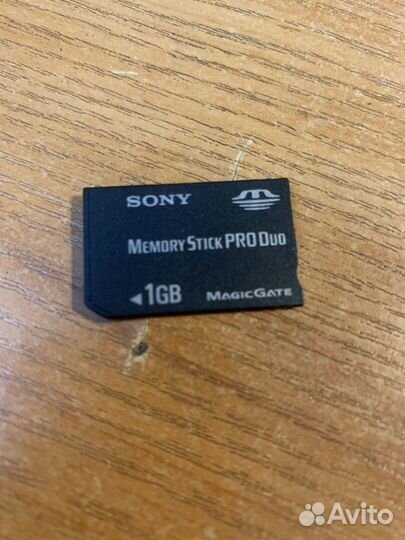 SONY
MEMORY STICK PRO DUO
◄1GB MAGICGATE
Avito